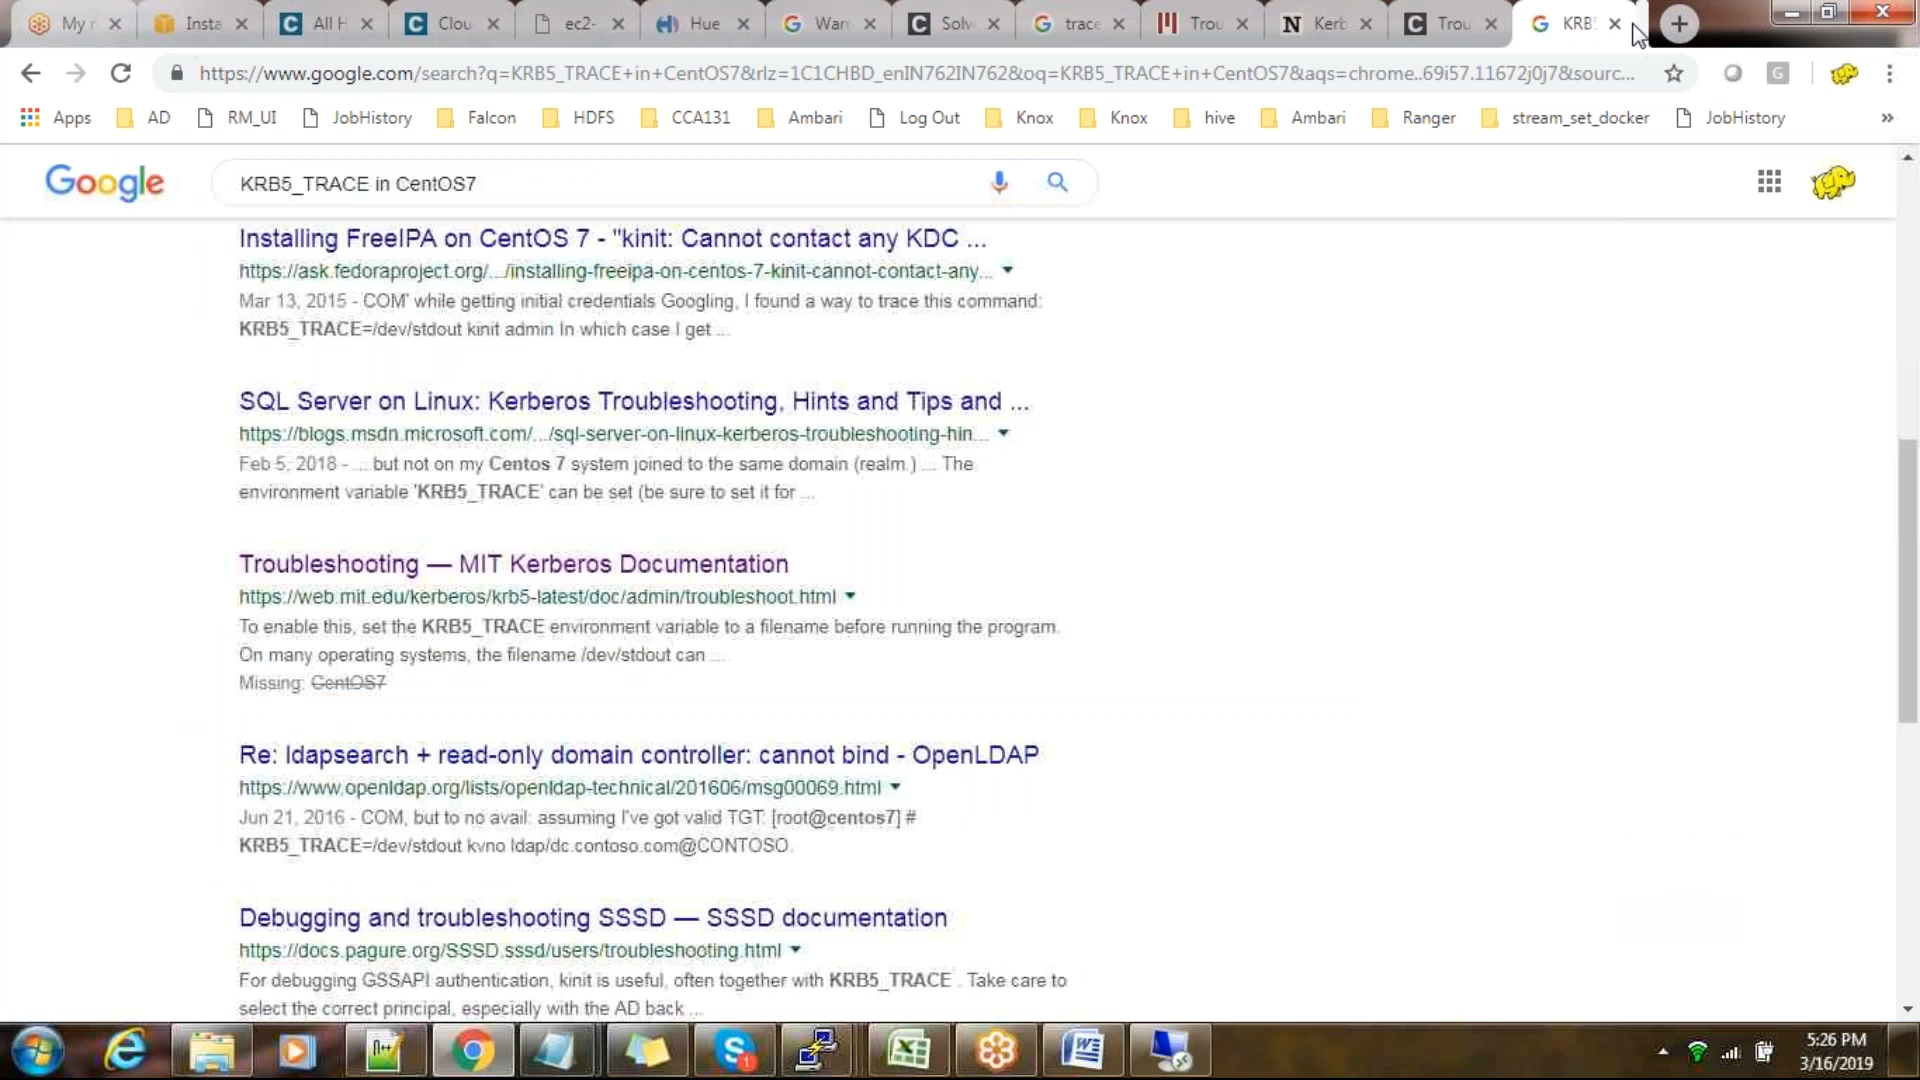 My r
Insta
All H
Clou
ec2-
Hue
Warn
Solv
trace
Trou
Kerb
Trou
KRB5
https://www.google.com/search?q=KRB5_TRACE+in+CentOS7&rlz=1C1CHBD_enIN762IN762&oq=KRB5_TRACE+in+CentOS7&aqs=chrome..69i57.11672j0j7&sourc...
Apps
AD
RM_UI
JobHistory
Falcon
HDFS
CCA131
Ambari
Log Out
Knox
Knox
hive
Ambari
Ranger
stream_set_docker
JobHistory
»
Google
KRB5_TRACE in CentOS7
Installing FreeIPA on CentOS 7 - "kinit: Cannot contact any KDC ...
https://ask.fedoraproject.org/.../installing-freeipa-on-centos-7-kinit-cannot-contact-any...
Mar 13, 2015 - COM' while getting initial credentials Googling, I found a way to trace this command:
KRB5_TRACE=/dev/stdout kinit admin In which case I get ...
SQL Server on Linux: Kerberos Troubleshooting, Hints and Tips and ...
https://blogs.msdn.microsoft.com/.../sql-server-on-linux-kerberos-troubleshooting-hin...
Feb 5, 2018 - ... but not on my Centos 7 system joined to the same domain (realm.) ... The
environment variable 'KRB5_TRACE' can be set (be sure to set it for ...
Troubleshooting — MIT Kerberos Documentation
https://web.mit.edu/kerberos/krb5-latest/doc/admin/troubleshoot.html
To enable this, set the KRB5_TRACE environment variable to a filename before running the program.
On many operating systems, the filename /dev/stdout can ...
Missing: CentOS7
Re: ldapsearch + read-only domain controller: cannot bind - OpenLDAP
https://www.openldap.org/lists/openldap-technical/201606/msg00069.html
Jun 21, 2016 - COM, but to no avail: assuming I've got valid TGT: [root@centos7] #
KRB5_TRACE=/dev/stdout kvno ldap/dc.contoso.com@CONTOSO.
Debugging and troubleshooting SSSD — SSSD documentation
https://docs.pagure.org/SSSD.sssd/users/troubleshooting.html
For debugging GSSAPI authentication, kinit is useful, often together with KRB5_TRACE . Take care to
select the correct principal, especially with the AD back ...
5:26 PM
3/16/2019